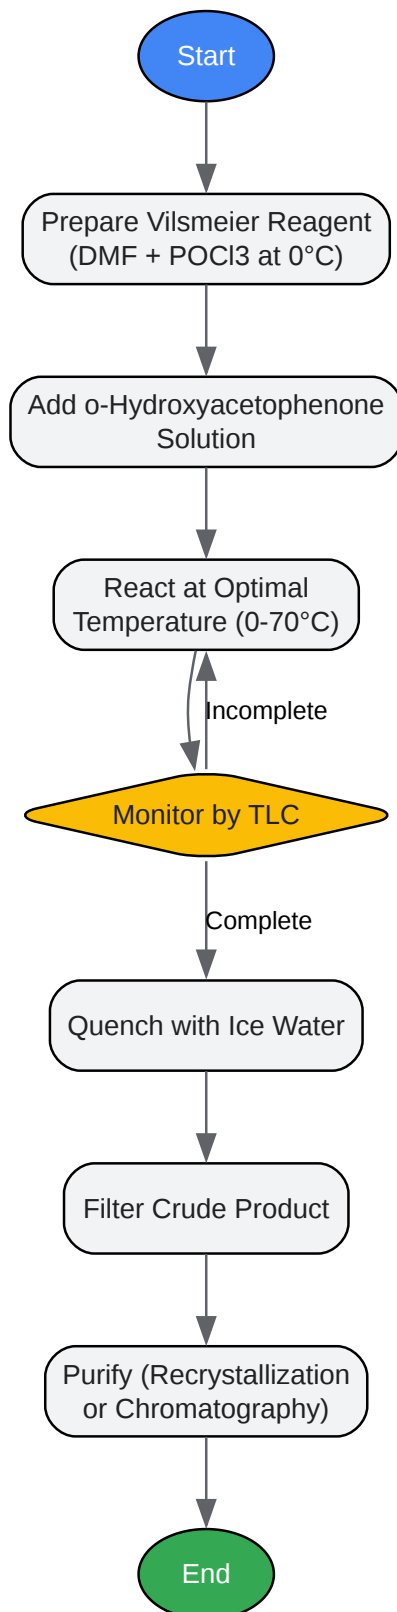 Start
Prepare Vilsmeier Reagent
(DMF + POCl3 at 0°C)
Add o-Hydroxyacetophenone
Solution
React at Optimal
Temperature (0-70°C)
Incomplete
Monitor by TLC
Complete
Quench with Ice Water
Filter Crude Product
Purify (Recrystallization
or Chromatography)
End